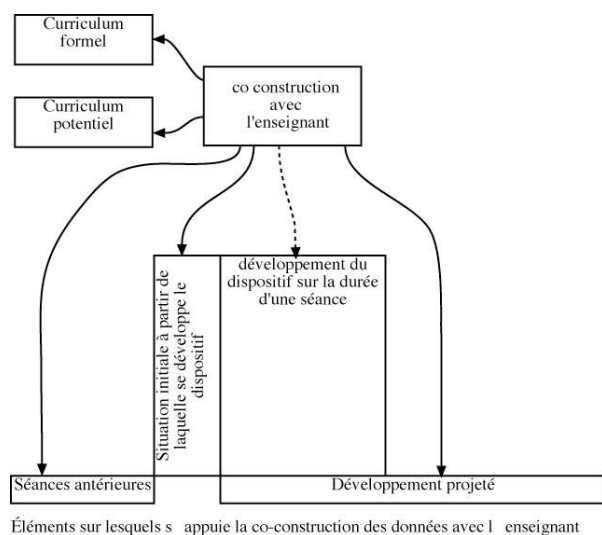 Curriculum
formel
Curriculum
potentiel
co construction
avec
l'enseignant
Situation initiale à partir de
laquelle se développe le
dispositif
développement du
dispositif sur la durée
d'une séance
Séances antérieures
Développement projeté
Éléments sur lesquels s appuie la co-construction des données avec l enseignant